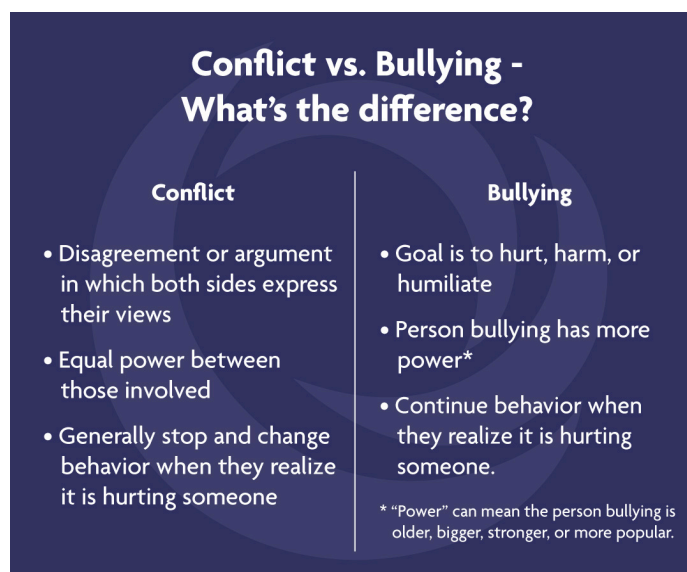 Conflict vs. Bullying -
What's the difference?
Conflict
• Disagreement or argument
in which both sides express
their views
• Equal power between
those involved
• Generally stop and change
behavior when they realize
it is hurting someone
Bullying
• Goal is to hurt, harm, or
humiliate
• Person bullying has more
power*
• Continue behavior when
they realize it is hurting
someone.
* “Power” can mean the person bullying is
older, bigger, stronger, or more popular.